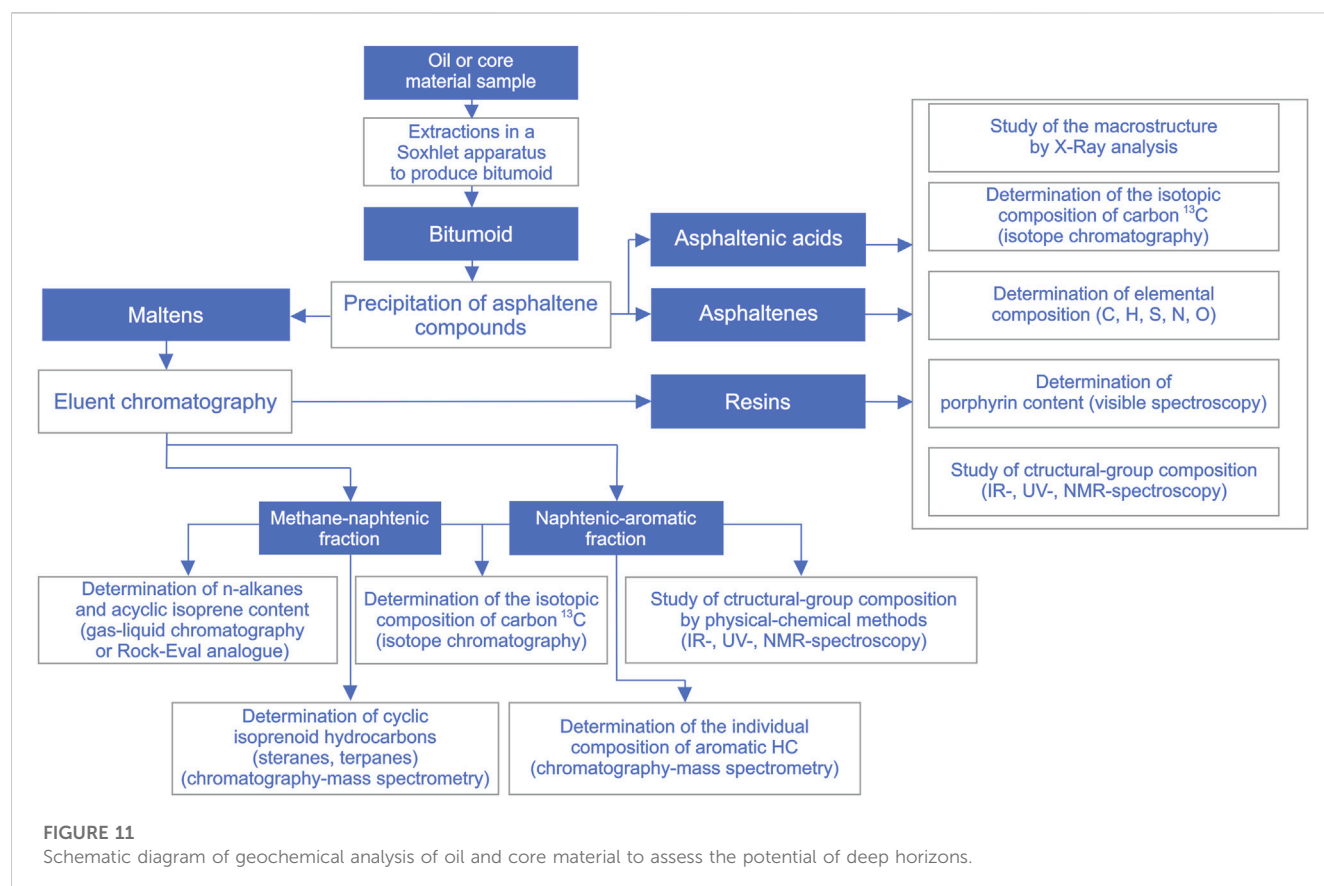 Oil or core
material sample
Extractions in a
Soxhlet apparatus
to produce bitumoid
Bitumoid
Precipitation of asphaltene
compounds
Maltens
Eluent chromatography
Asphaltenic acids
Asphaltenes
Resins
Study of the macrostructure
by X-Ray analysis
Determination of the isotopic
composition of carbon ¹³C
(isotope chromatography)
Determination of elemental
composition (C, H, S, N, O)
Determination of
porphyrin content (visible spectroscopy)
Study of ctructural-group composition
(IR-, UV-, NMR-spectroscopy)
Methane-naphtenic
fraction
Naphtenic-aromatic
fraction
Determination of n-alkanes
and acyclic isoprene content
(gas-liquid chromatography
or Rock-Eval analogue)
Determination of the isotopic
composition of carbon ¹³C
(isotope chromatography)
Study of ctructural-group composition
by physical-chemical methods
(IR-, UV-, NMR-spectroscopy)
Determination of cyclic
isoprenoid hydrocarbons
(steranes, terpanes)
(chromatography-mass spectrometry)
Determination of the individual
composition of aromatic HC
(chromatography-mass spectrometry)
FIGURE 11
Schematic diagram of geochemical analysis of oil and core material to assess the potential of deep horizons.